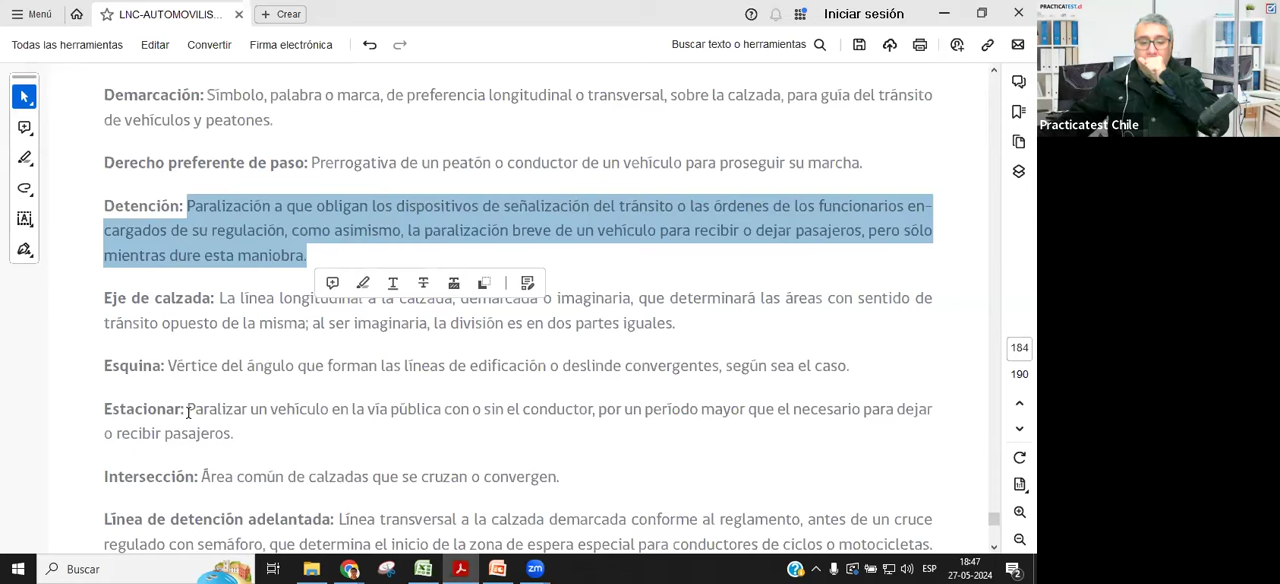 Menú
LNC-AUTOMOVILIS...
Crear
Iniciar sesión
PRACTICATEST.cl
Todas las herramientas
Editar
Convertir
Firma electrónica
Buscar texto o herramientas
Demarcación: Símbolo, palabra o marca, de preferencia longitudinal o transversal, sobre la calzada, para guía del tránsito
de vehículos y peatones.
Derecho preferente de paso: Prerrogativa de un peatón o conductor de un vehículo para proseguir su marcha.
Detención: Paralización a que obligan los dispositivos de señalización del tránsito o las órdenes de los funcionarios en-
cargados de su regulación, como asimismo, la paralización breve de un vehículo para recibir o dejar pasajeros, pero sólo
mientras dure esta maniobra.
Eje de calzada: La línea longitudinal a la calzada, demarcada o imaginaria, que determinará las áreas con sentido de
tránsito opuesto de la misma; al ser imaginaria, la división es en dos partes iguales.
Esquina: Vértice del ángulo que forman las líneas de edificación o deslinde convergentes, según sea el caso.
Estacionar: Paralizar un vehículo en la vía pública con o sin el conductor, por un período mayor que el necesario para dejar
o recibir pasajeros.
Intersección: Área común de calzadas que se cruzan o convergen.
Línea de detención adelantada: Línea transversal a la calzada demarcada conforme al reglamento, antes de un cruce
regulado con semáforo, que determina el inicio de la zona de espera especial para conductores de ciclos o motocicletas.
184
190
Practicatest Chile
Buscar
ESP
18:47
27-05-2024
2